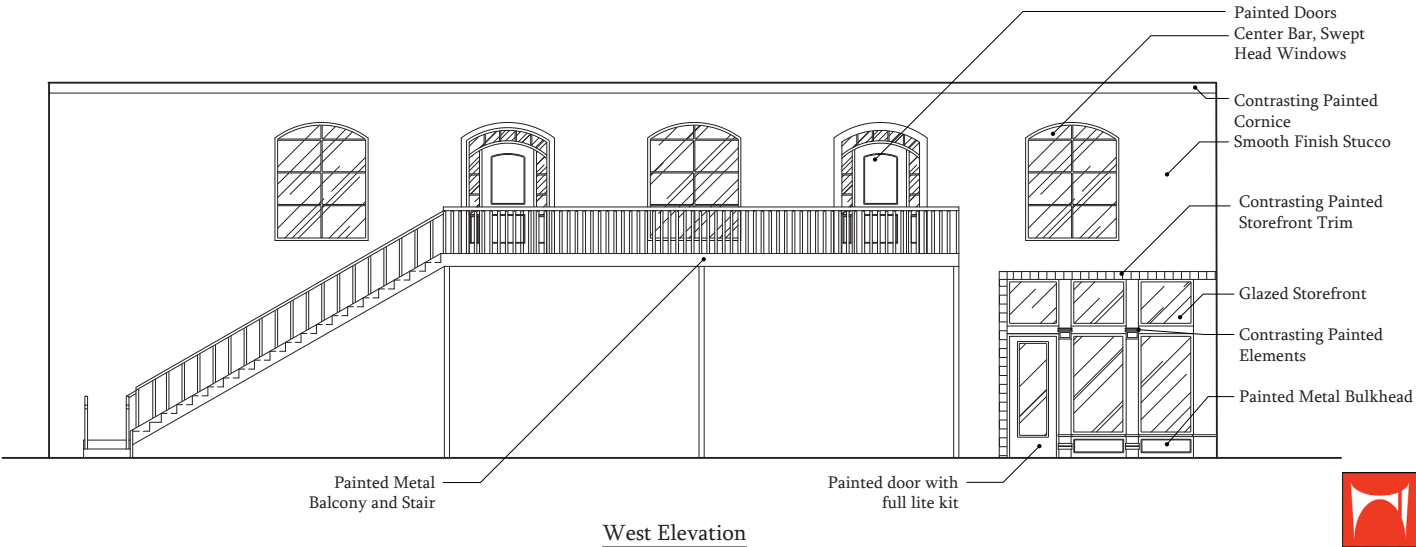 Painted Doors
Center Bar, Swept
Head Windows
Contrasting Painted
Cornice
Smooth Finish Stucco
Contrasting Painted
Storefront Trim
Glazed Storefront
Contrasting Painted
Elements
Painted Metal Bulkhead
Painted Metal
Balcony and Stair
Painted door with
full lite kit
West Elevation